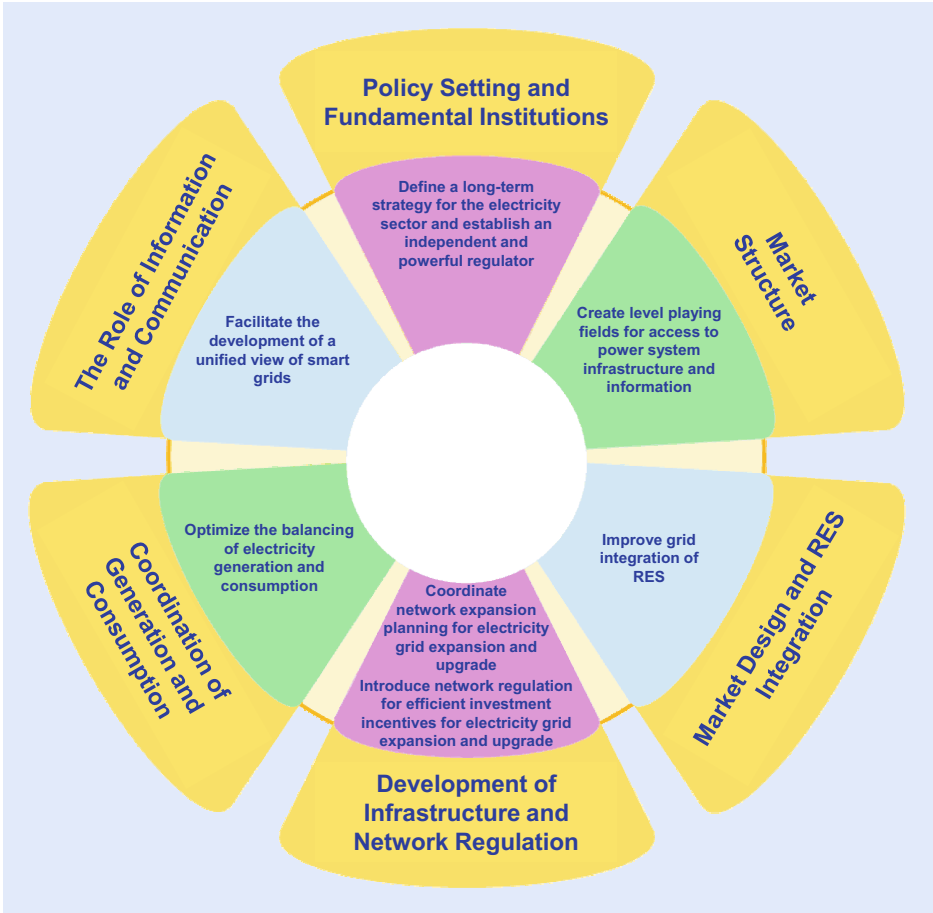 Policy Setting and
Fundamental Institutions
Define a long-term
strategy for the electricity
sector and establish an
independent and
powerful regulator
Market
Structure
Create level playing
fields for access to
power system
infrastructure and
information
Market Design and RES
Integration
Improve grid
integration of
RES
Development of
Infrastructure and
Network Regulation
Coordinate
network expansion
planning for electricity
grid expansion and
upgrade
Introduce network regulation
for efficient investment
incentives for electricity grid
expansion and upgrade
Coordination of
Generation and
Consumption
Optimize the balancing
of electricity
generation and
consumption
The Role of Information
and Communication
Facilitate the
development of a
unified view of smart
grids